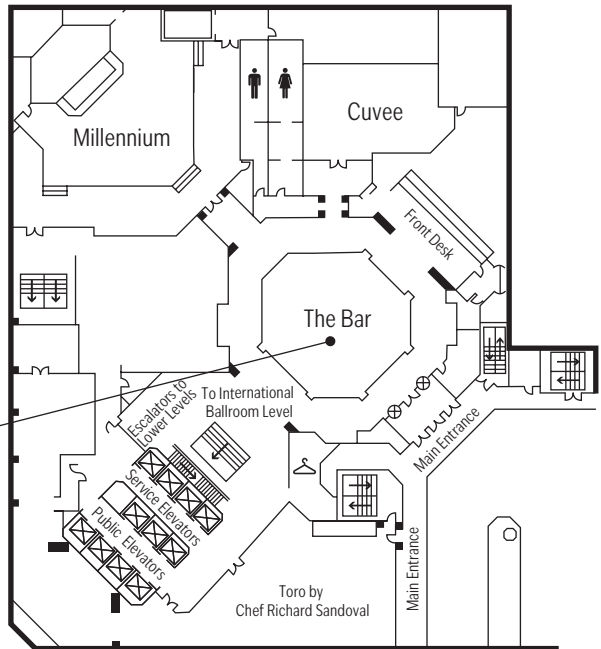 Millennium
Cuvee
Front Desk
The Bar
To International
Ballroom Level
Escalators to
Lower Levels
Main Entrance
Service Elevators
Public Elevators
Main Entrance
Toro by
Chef Richard Sandoval